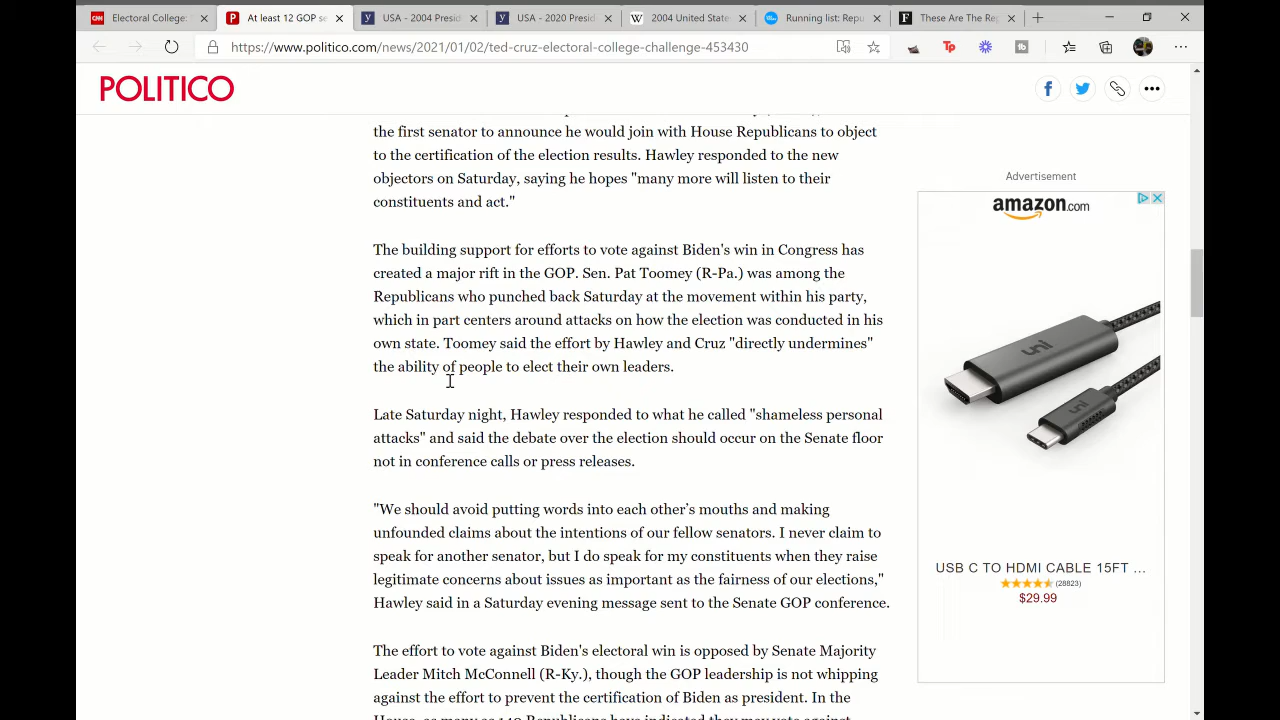 Electoral College:
At least 12 GOP se
USA - 2004 Presid
USA - 2020 Presid
2004 United State
Running list: Repu
These Are The Rep
https://www.politico.com/news/2021/01/02/ted-cruz-electoral-college-challenge-453430
POLITICO
the first senator to announce he would join with House Republicans to object
to the certification of the election results. Hawley responded to the new
objectors on Saturday, saying he hopes "many more will listen to their
constituents and act."
The building support for efforts to vote against Biden's win in Congress has
created a major rift in the GOP. Sen. Pat Toomey (R-Pa.) was among the
Republicans who punched back Saturday at the movement within his party,
which in part centers around attacks on how the election was conducted in his
own state. Toomey said the effort by Hawley and Cruz "directly undermines"
the ability of people to elect their own leaders.
Late Saturday night, Hawley responded to what he called "shameless personal
attacks" and said the debate over the election should occur on the Senate floor
not in conference calls or press releases.
"We should avoid putting words into each other's mouths and making
unfounded claims about the intentions of our fellow senators. I never claim to
speak for another senator, but I do speak for my constituents when they raise
legitimate concerns about issues as important as the fairness of our elections,"
Hawley said in a Saturday evening message sent to the Senate GOP conference.
The effort to vote against Biden's electoral win is opposed by Senate Majority
Leader Mitch McConnell (R-Ky.), though the GOP leadership is not whipping
against the effort to prevent the certification of Biden as president. In the
House, as many as 140 Republicans have indicated they may vote against
Advertisement
amazon.com
uni
uni
USB C TO HDMI CABLE 15FT ...
(28823)
$29.99